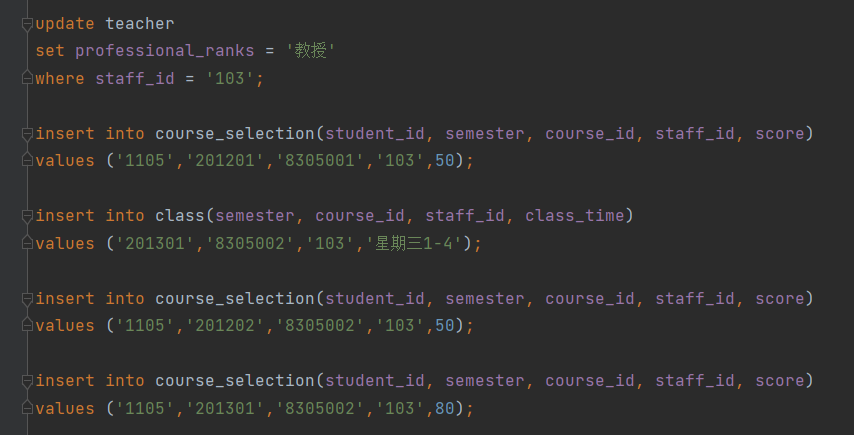 update teacher
set professional_ranks = '教授'
where staff_id = '103';
insert into course_selection(student_id, semester, course_id, staff_id, score)
values ('1105','201201','8305001','103',50);
insert into class(semester, course_id, staff_id, class_time)
values ('201301','8305002','103','星期三1-4');
insert into course_selection(student_id, semester, course_id, staff_id, score)
values ('1105','201202','8305002','103',50);
insert into course_selection(student_id, semester, course_id, staff_id, score)
values ('1105','201301','8305002','103',80);